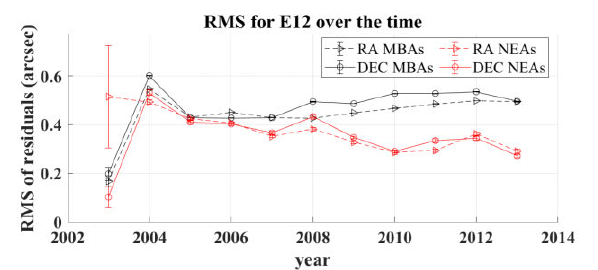 RMS for E12 over the time
RMS of residuals (arcsec)
RA MBAs
RA NEAs
DEC MBAs
DEC NEAs
0.6
0.4
0.2
0
2002
2004
2006
2008
2010
2012
2014
year